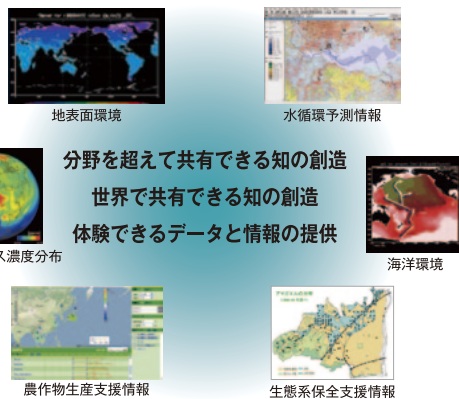 地表面環境
水循環予測情報
分野を超えて共有できる知の創造
世界で共有できる知の創造
体験できるデータと情報の提供
ス濃度分布
海洋環境
農作物生産支援情報
生態系保全支援情報